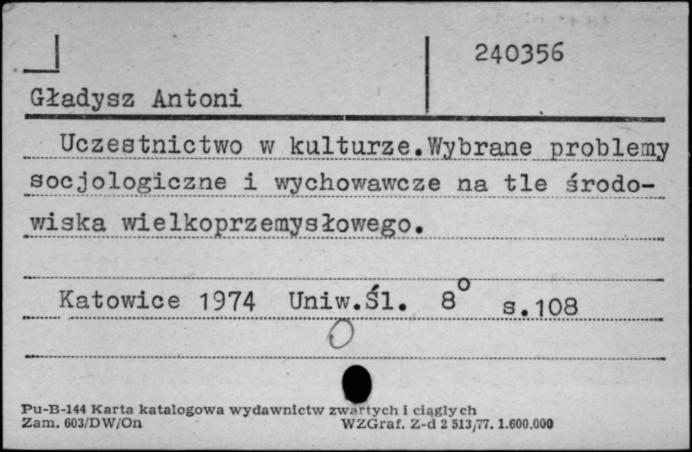 240356
Gładysz Antoni
Uczestnictwo w kulturze.Wybrane problemy
socjologiczne i wychowawcze na tle środo-
wiska wielkoprzemysłowego.
Katowice 1974 Uniw.Śl. 8° s.108
Pu-B-144 Karta katalogowa wydawnictw zwartych i ciągłych
Zam. 603/DW/On WZGraf. Z-d 2 513/77. 1.600.000